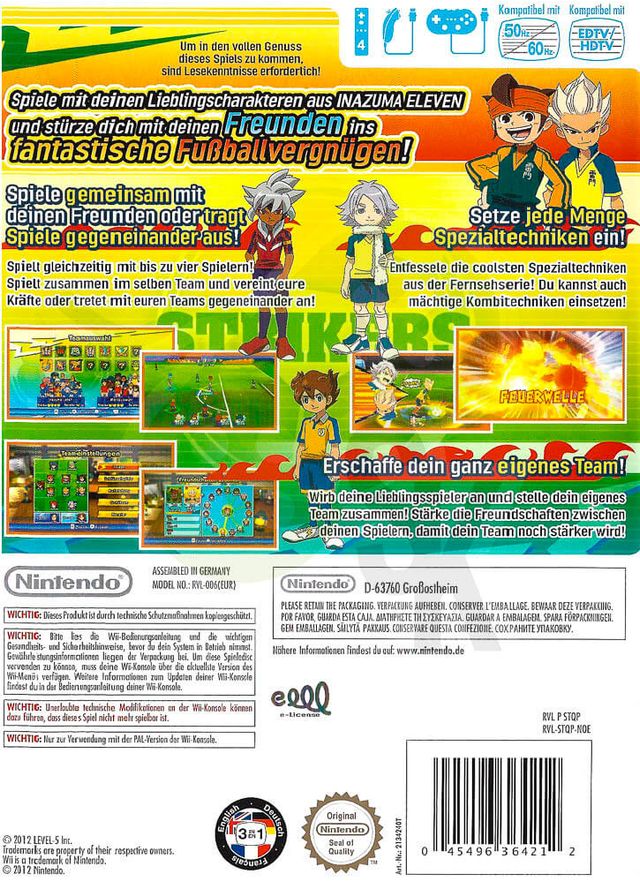 Um in den vollen Genuss
dieses Spiels zu kommen,
sind Lesekenntnisse erforderlich!
4
Kompatibel mit
50Hz
60Hz
Kompatibel mit
EDTV/
HDTV
Spiele mit deinen Lieblingscharakteren aus INAZUMA ELEVEN
und stürze dich mit deinen Freunden ins
fantastische Fußballvergnügen!
Spiele gemeinsam mit
deinen Freunden oder tragt
Spiele gegeneinander aus!
Spielt gleichzeitig mit bis zu vier Spielern!
Spielt zusammen im selben Team und vereint eure
Kräfte oder tretet mit euren Teams gegeneinander an!
Setze jede Menge
Spezialtechniken ein!
Entfessele die coolsten Spezialtechniken
aus der Fernsehserie! Du kannst auch
mächtige Kombitechniken einsetzen!
STRIKERS
Teamauswahl
FEUERWELLE
Teameinstellungen
Erschaffe dein ganz eigenes Team!
Wirb deine Lieblingsspieler an und stelle dein eigenes
Team zusammen! Stärke die Freundschaften zwischen
deinen Spielern, damit dein Team noch stärker wird!
Nintendo
ASSEMBLED IN GERMANY
MODEL NO.: RVL-006(EUR)
WICHTIG: Dieses Produkt ist durch technische Schutzmaßnahmen kopiergeschützt.
WICHTIG: Bitte lies die Wii-Bedienungsanleitung und die wichtigen
Gesundheits- und Sicherheitshinweise, bevor du dein System in Betrieb nimmst.
Gewährleistungsinformationen liegen der Verpackung bei. Um diese Spieledisc
verwenden zu können, muss deine Wii-Konsole über die aktuellste Version des
Wii-Menüs verfügen. Weitere Informationen zum Updaten deiner Wii-Konsole
findest du in der Bedienungsanleitung deiner Wii-Konsole.
WICHTIG: Unerlaubte technische Modifikationen an der Wii-Konsole können
dazu führen, dass dieses Spiel nicht mehr spielbar ist.
WICHTIG: Nur zur Verwendung mit der PAL-Version der Wii-Konsole.
Nintendo
D-63760 Großostheim
PLEASE RETAIN THE PACKAGING. VERPACKUNG AUFHEBEN. CONSERVER L'EMBALLAGE. BEWAAR DEZE VERPAKKING.
POR FAVOR, GUARDA ESTA CAJA. ΔΙΑΤΗΡΗΣΤΕ ΤΗ ΣΥΣΚΕΥΑΣΙΑ. GUARDAR A EMBALAGEM. SPARA FÖRPACKNINGEN.
GEM EMBALLAGEN. SÄILYTÄ PAKKAUS. CONSERVARE QUESTA CONFEZIONE. СОХРАНИТЕ УПАКОВКУ.
Nähere Informationen findest du auf: www.nintendo.de
e-License
RVL P STQP
RVL-STQP-NOE
© 2012 LEVEL-5 Inc.
Trademarks are property of their respective owners.
Wii is a trademark of Nintendo.
© 2012 Nintendo.
English
Deutsch
Français
3 IN EN 1
Original
Nintendo
Seal of
Quality
TM
Art.-Nr.: 2134240T
0 45496 36421 2